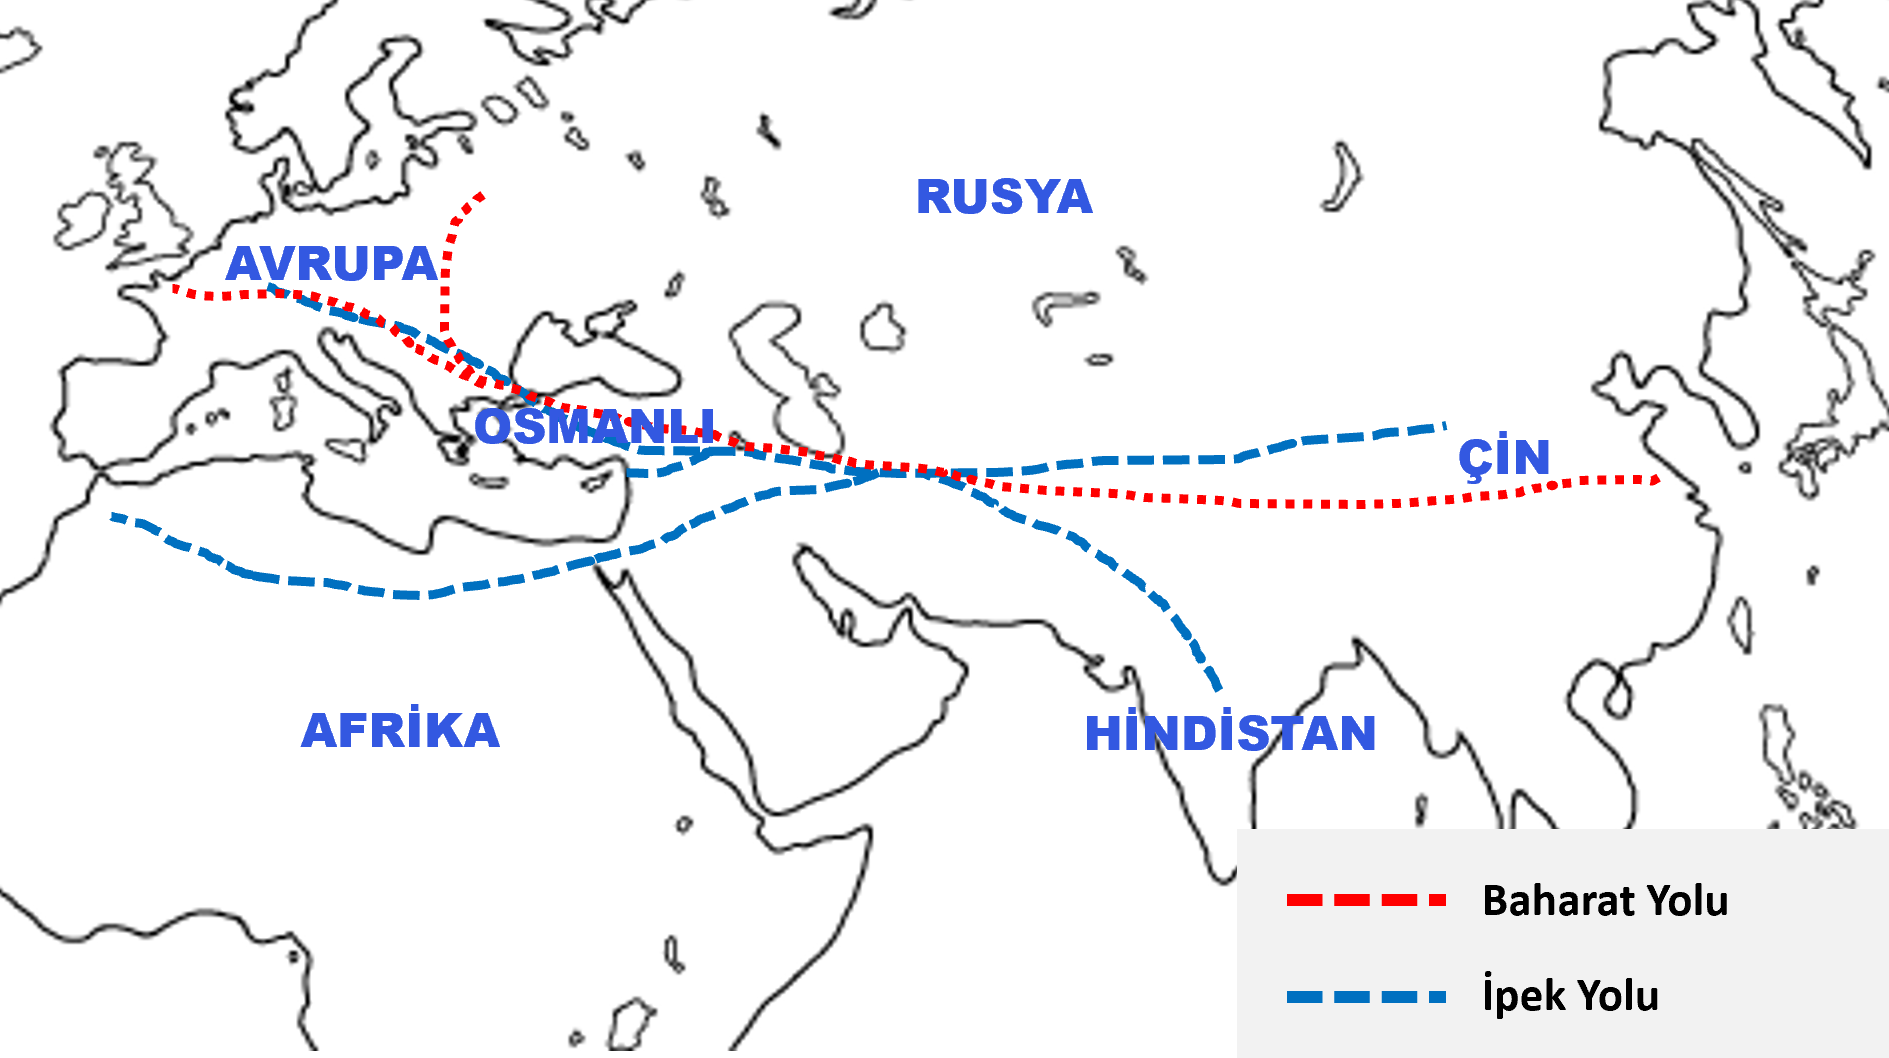 RUSYA
AVRUPA
OSMANLI
ÇİN
AFRİKA
HİNDİSTAN
Baharat Yolu
İpek Yolu